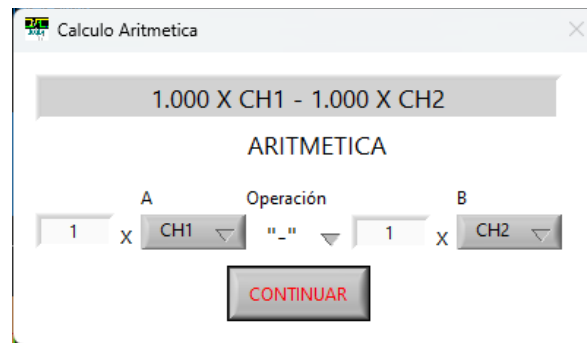 Calculo Aritmetica
1.000 X CH1 - 1.000 X CH2
ARITMETICA
A Operación B
1 X CH1 "-" 1 X CH2
CONTINUAR